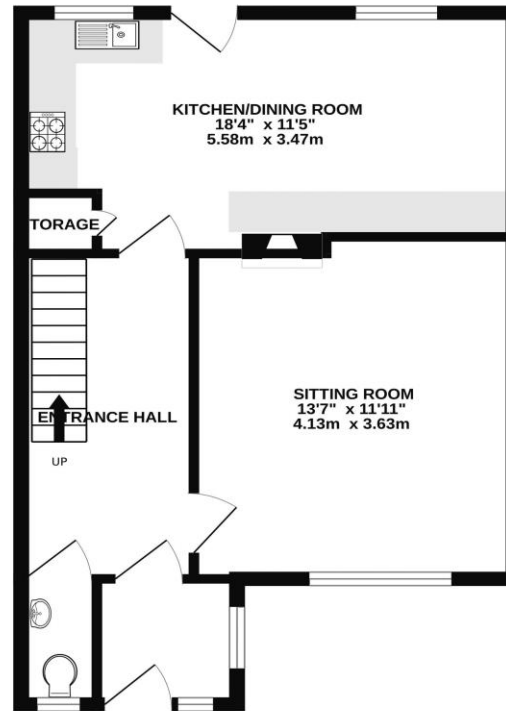 KITCHEN/DINING ROOM
18'4" x 11'5"
5.58m x 3.47m
TORAGE
SITTING ROOM
13'7" x 11'11"
4.13m x 3.63m
ENTRANCE HALL
UP